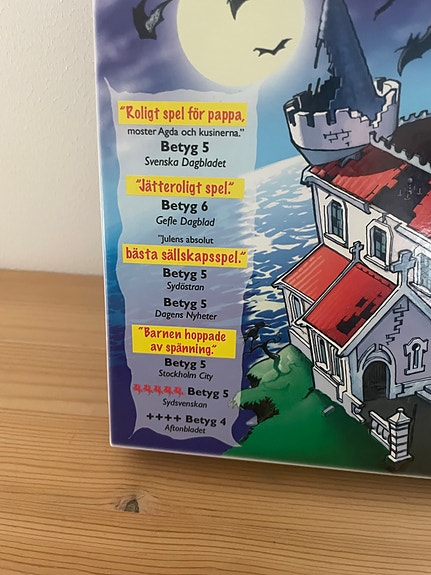 "Roligt spel för pappa,
moster Agda och kusinerna."
Betyg 5
Svenska Dagbladet
"Jätteroligt spel."
Betyg 6
Gefle Dagblad
"Julens absolut
bästa sällskapsspel."
Betyg 5
Sydöstran
Betyg 5
Dagens Nyheter
"Barnen hoppade
av spänning."
Betyg 5
Stockholm City
Betyg 5
Sydsvenskan
++++ Betyg 4
Aftonbladet